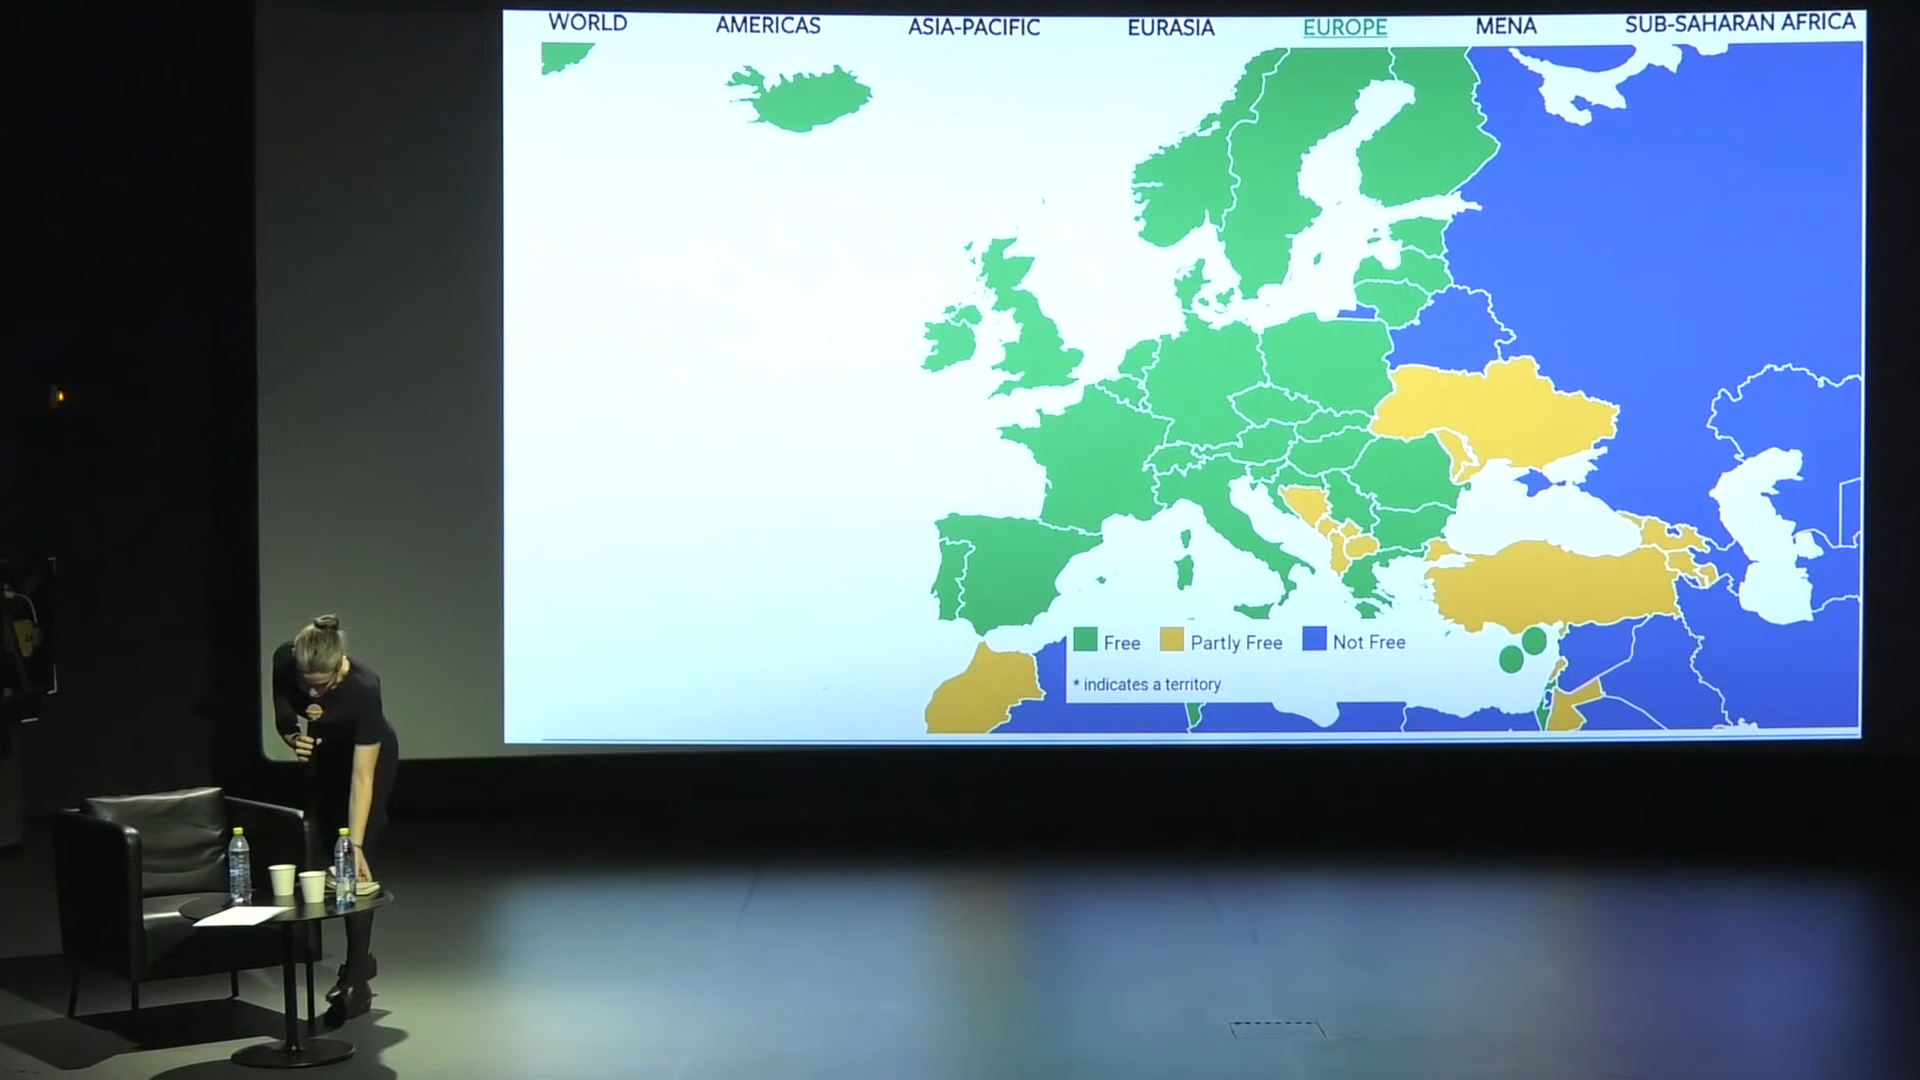 WORLD AMERICAS ASIA-PACIFIC EURASIA EUROPE MENA SUB-SAHARAN AFRICA
Free Partly Free Not Free
* indicates a territory.